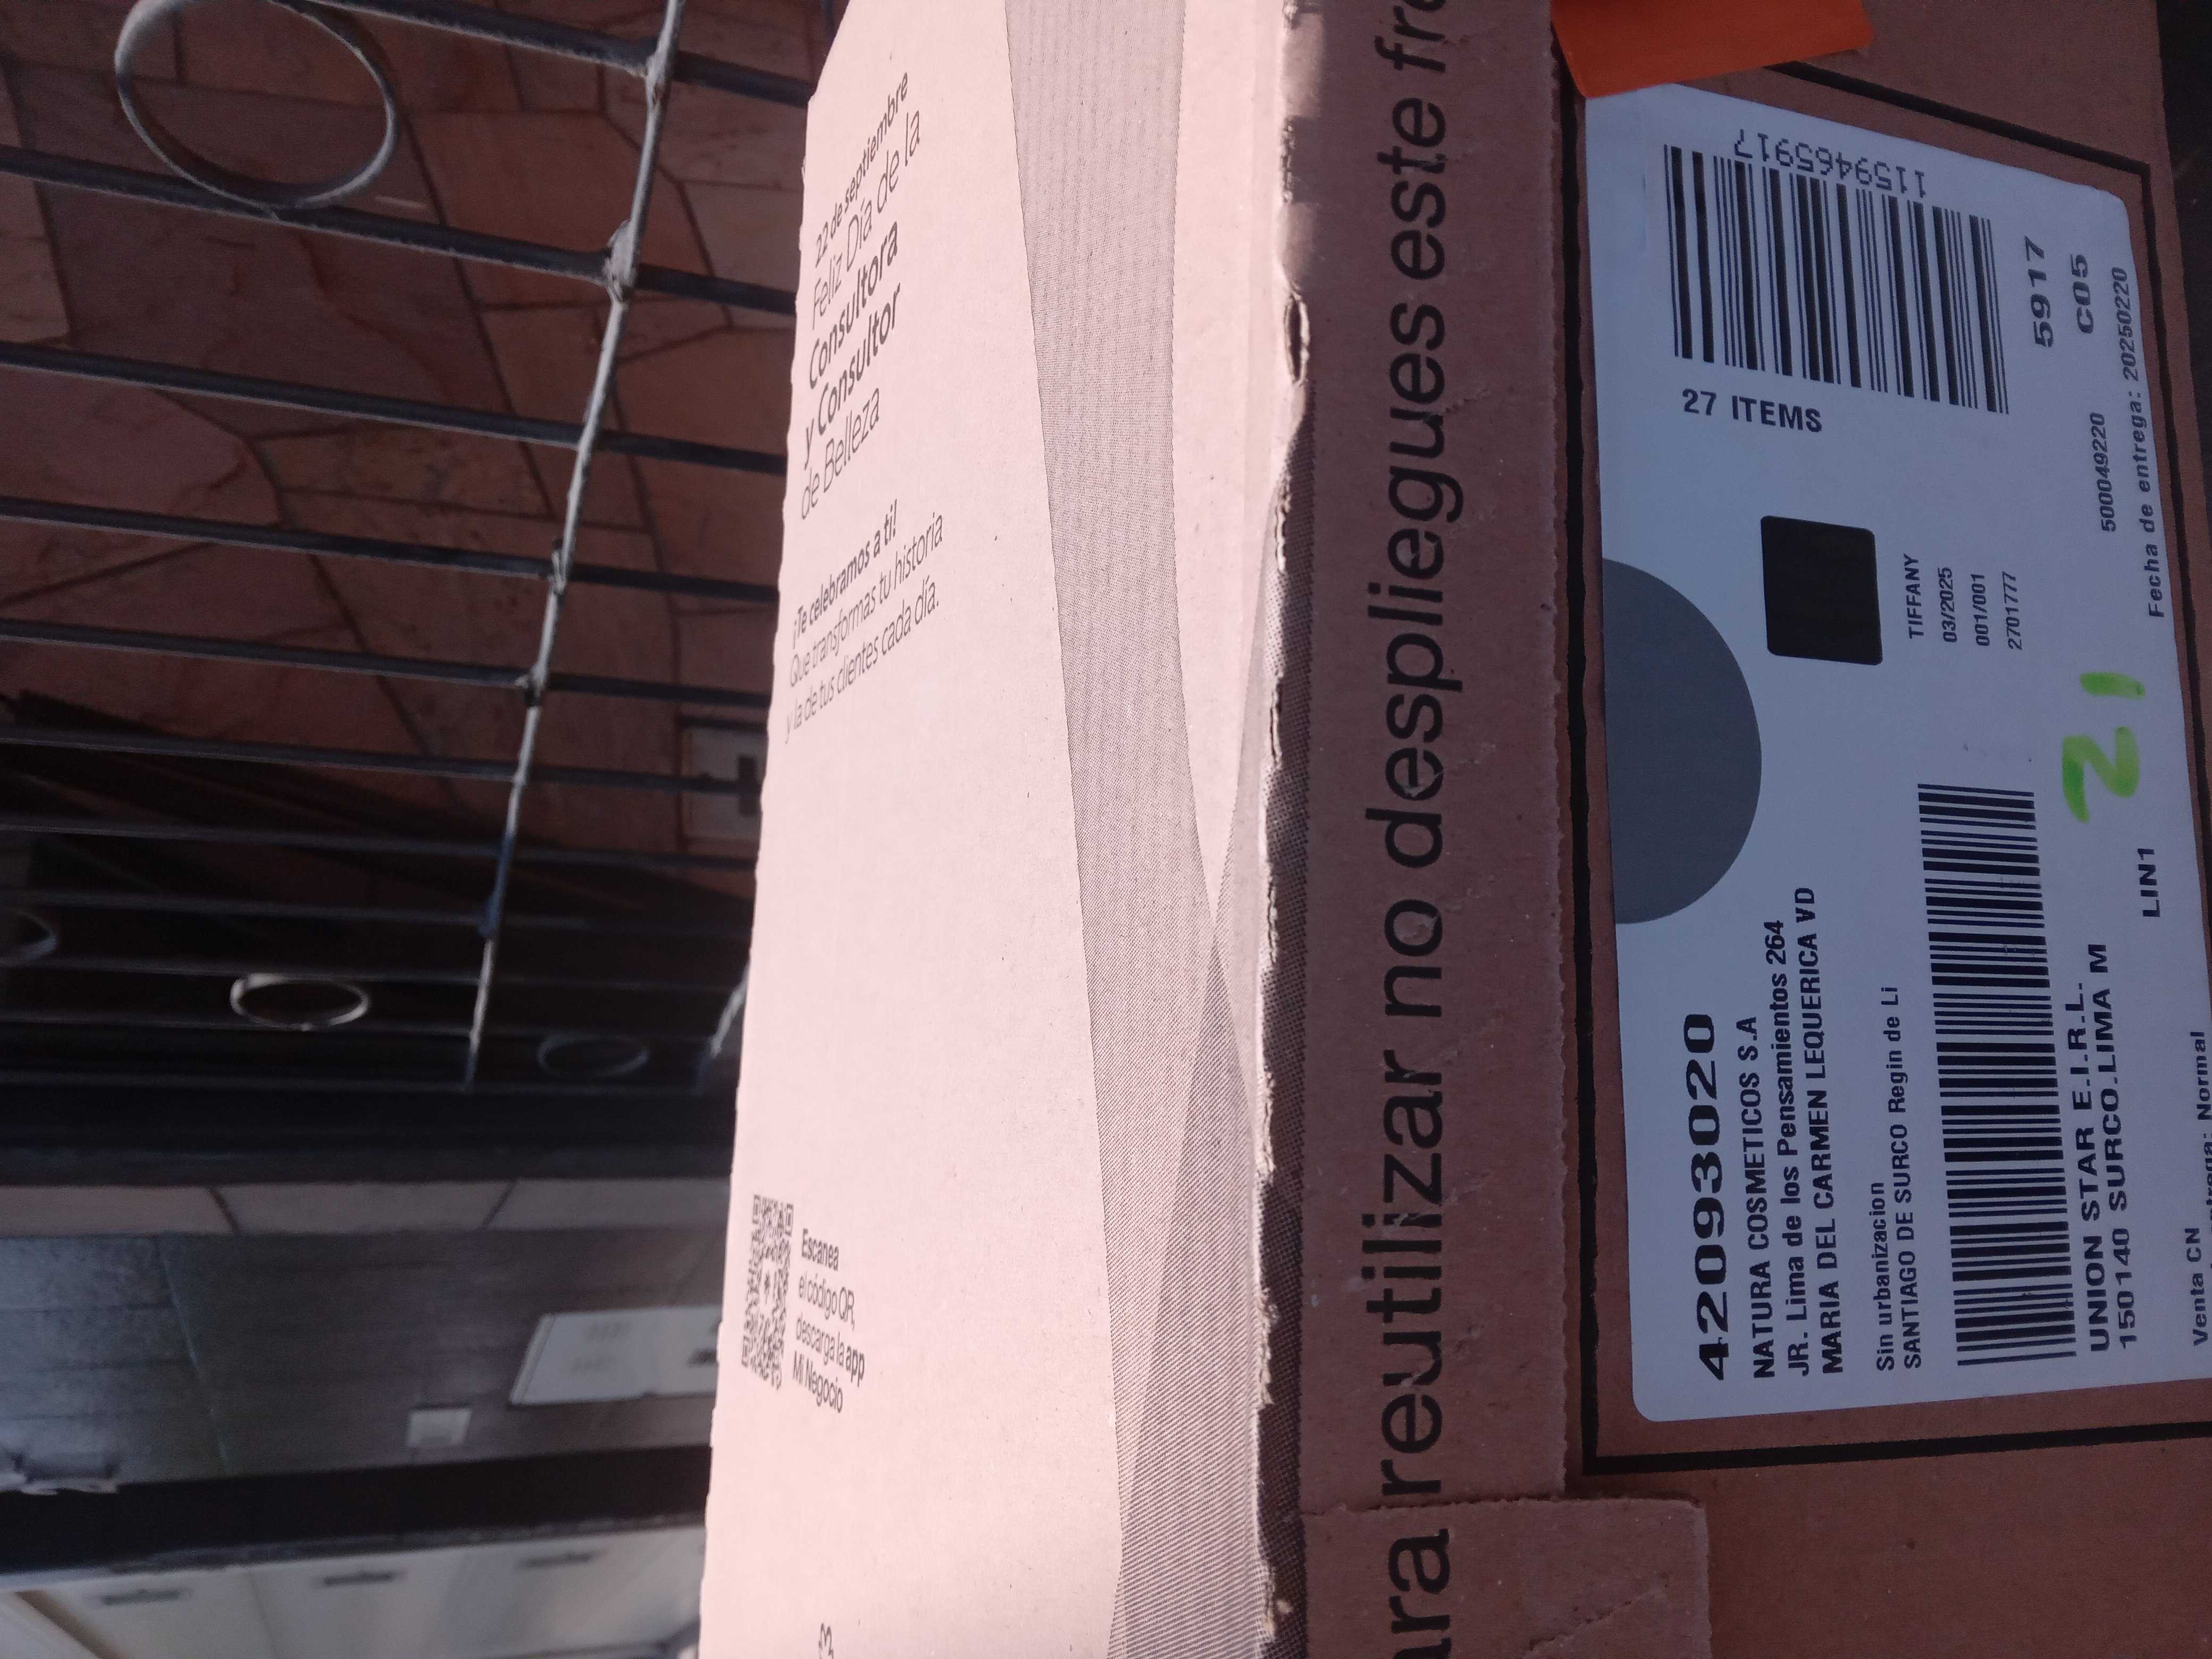 22 de septiembre
Feliz Día de la
Consultora
y Consultor
de Belleza
¡Te celebramos a ti!
Que transformas tu historia
y la de tus clientes cada día.
Escanea
el código QR,
descarga la app
Mi Negocio
reutilizar no despliegues este
42093020
NATURA COSMETICOS S.A
JR. Lima de los Pensamientos 264
MARIA DEL CARMEN LEQUERICA VD
Sin urbanizacion
SANTIAGO DE SURCO Regin de Li
UNION STAR E.I.R.L.
150140 SURCO.LIMA M
LIN1
21
Venta CN
Normal
TIFFANY
03/2025
001/001
2701777
27 ITEMS
1159465917
5917
C05
500049220
Fecha de entrega: 20250220